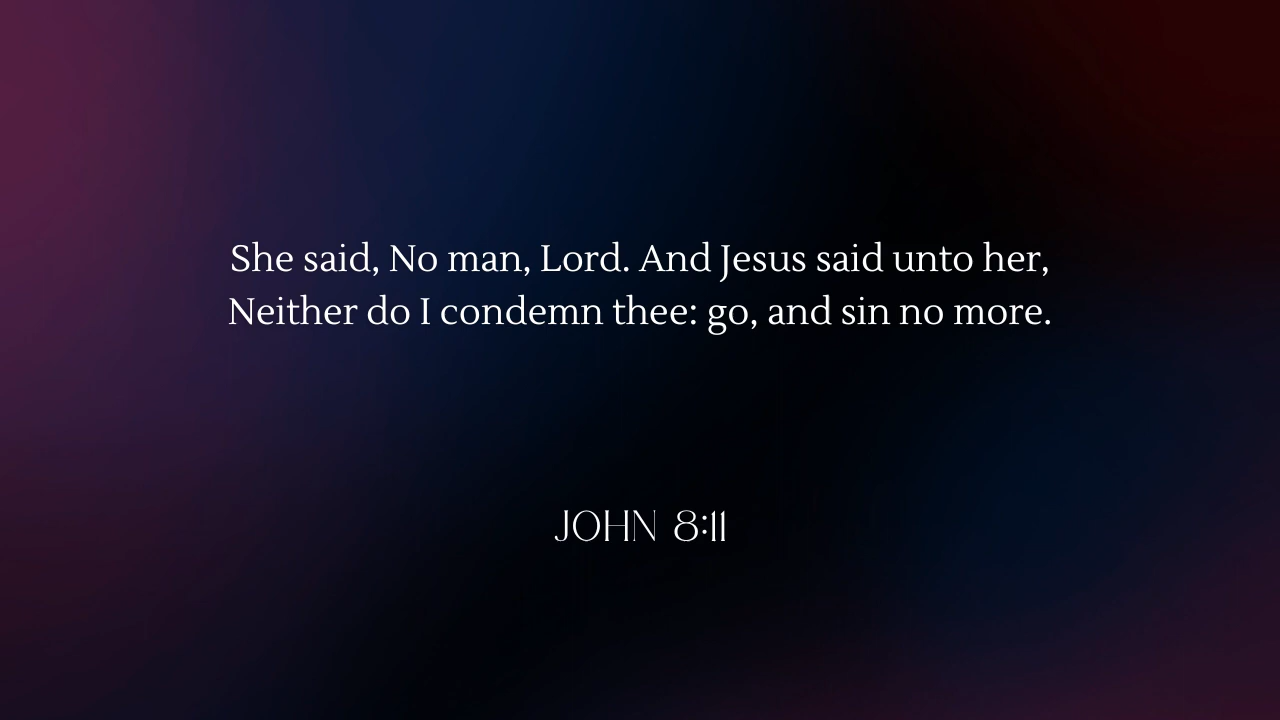 She said, No man, Lord. And Jesus said unto her,
Neither do I condemn thee: go, and sin no more.
JOHN 8:11